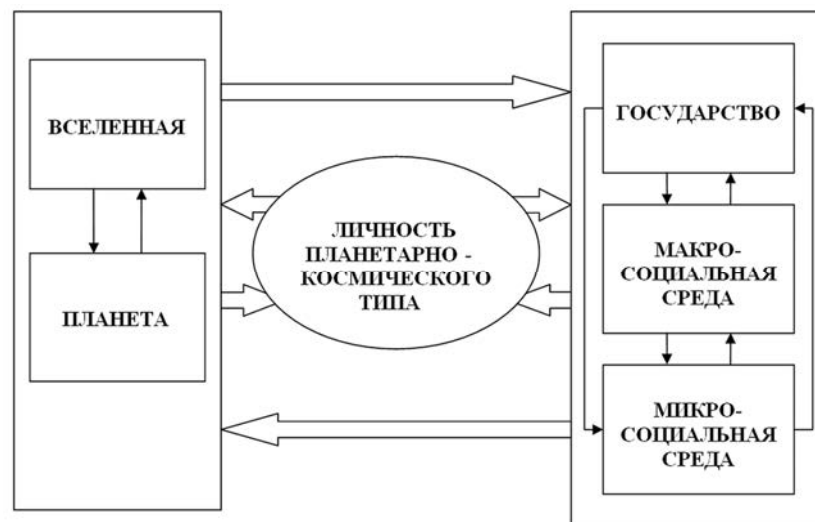 ВСЕЛЕННАЯ
ПЛАНЕТА
ЛИЧНОСТЬ
ПЛАНЕТАРНО -
КОСМИЧЕСКОГО
ТИПА
ГОСУДАРСТВО
МАКРО-
СОЦИАЛЬНАЯ
СРЕДА
МИКРО-
СОЦИАЛЬНАЯ
СРЕДА